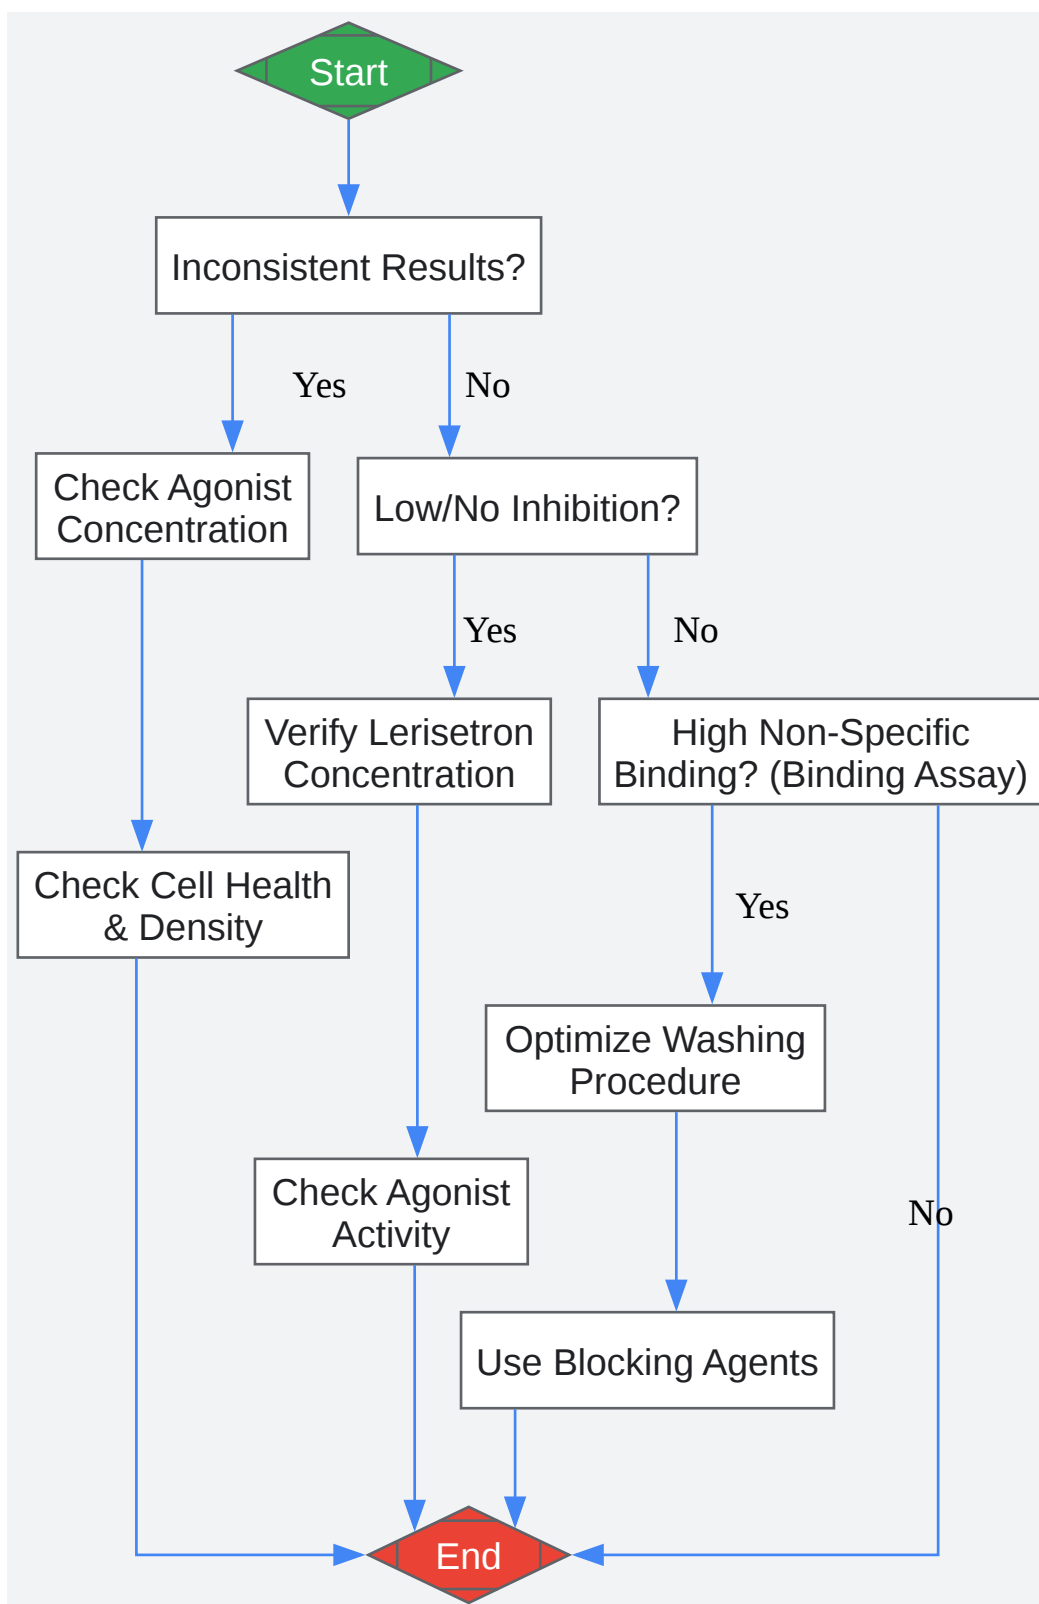 Start
Inconsistent Results?
Yes
No
Check Agonist
Concentration
Low/No Inhibition?
Yes
No
Verify Lerisetron
Concentration
High Non-Specific
Binding? (Binding Assay)
Check Cell Health
& Density
Yes
Optimize Washing
Procedure
Check Agonist
Activity
No
Use Blocking Agents
End